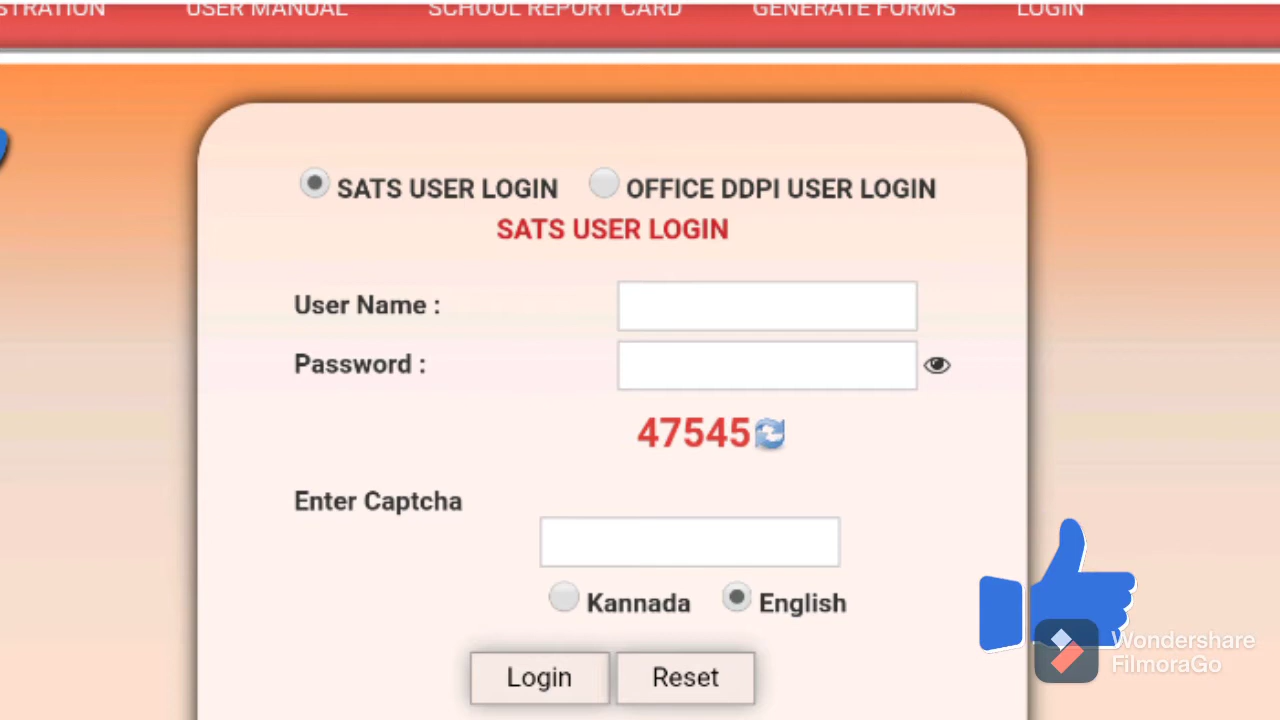 STRATION USER MANUAL SCHOOL REPORT CARD GENERATE FORMS LOGIN
SATS USER LOGIN OFFICE DDPI USER LOGIN
SATS USER LOGIN
User Name :
Password :
47545
Enter Captcha
Kannada English
Login Reset
Wondershare
FilmoraGo